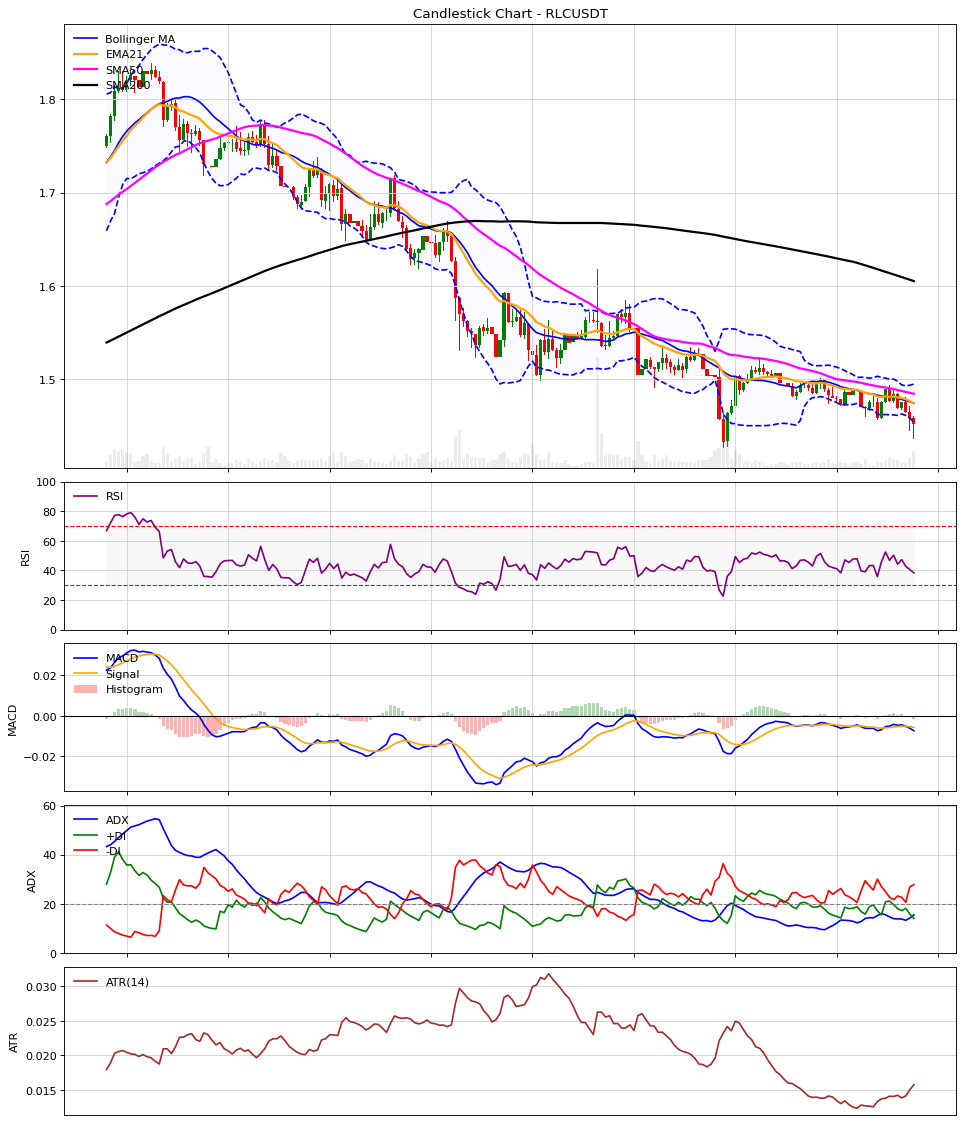 Candlestick Chart - RLCUSDT
Bollinger MA
EMA21
SMA50
SMA200
1.8
1.7
1.6
1.5
RSI
RSI
100
80
60
40
20
0
MACD
Signal
Histogram
MACD
0.02
0.00
−0.02
ADX
+DI
-DI
ADX
60
40
20
0
ATR(14)
ATR
0.030
0.025
0.020
0.015